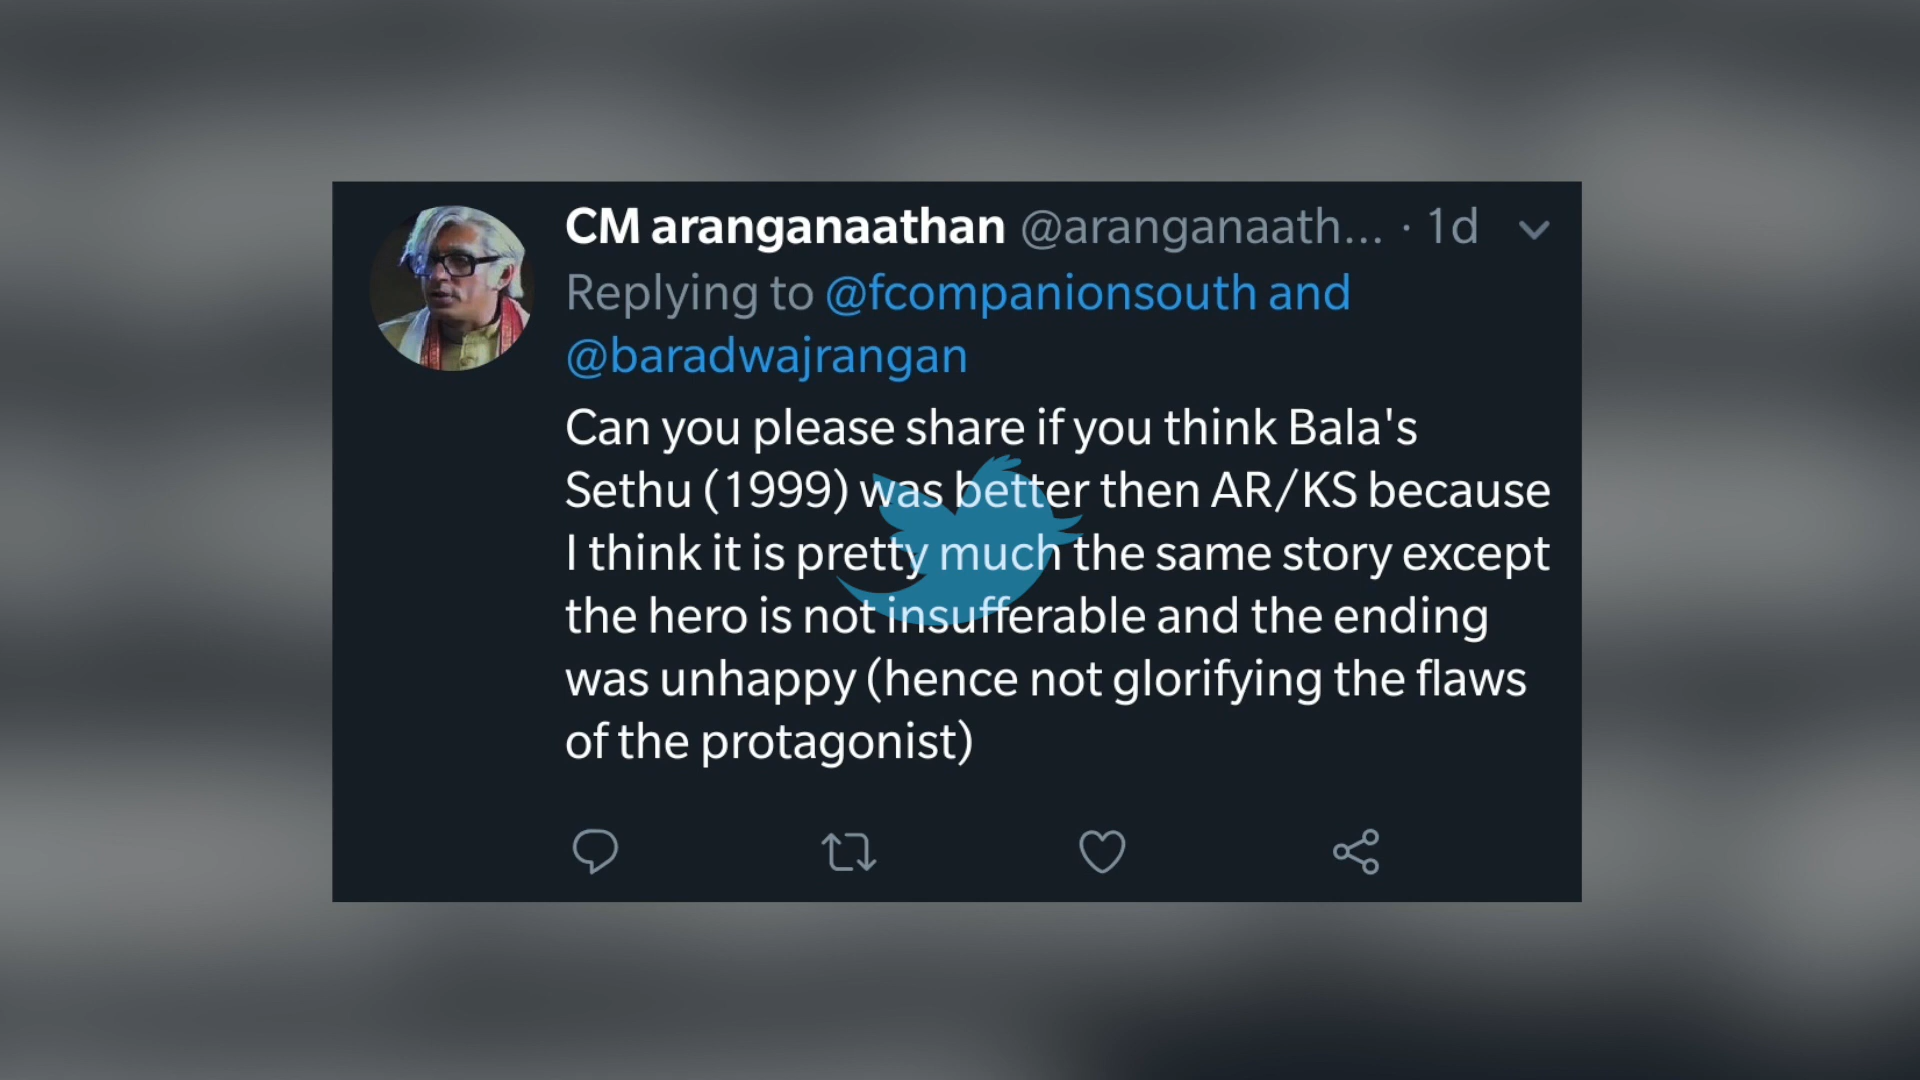 CM aranganaathan @aranganaath... · 1d
Replying to @fcompanionsouth and
@baradwajrangan
Can you please share if you think Bala's
Sethu (1999) was better then AR/KS because
I think it is pretty much the same story except
the hero is not insufferable and the ending
was unhappy (hence not glorifying the flaws
of the protagonist)